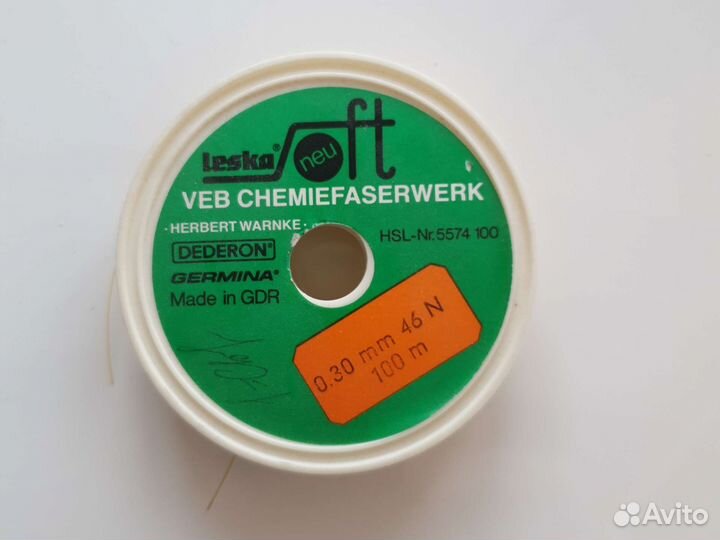 leska® soft
neu
VEB CHEMIEFASERWERK
·HERBERT WARNKE·
HSL-Nr. 5574 100
DEDERON®
GERMINA®
Made in GDR
0.30 mm 46 N
100 m
Avito